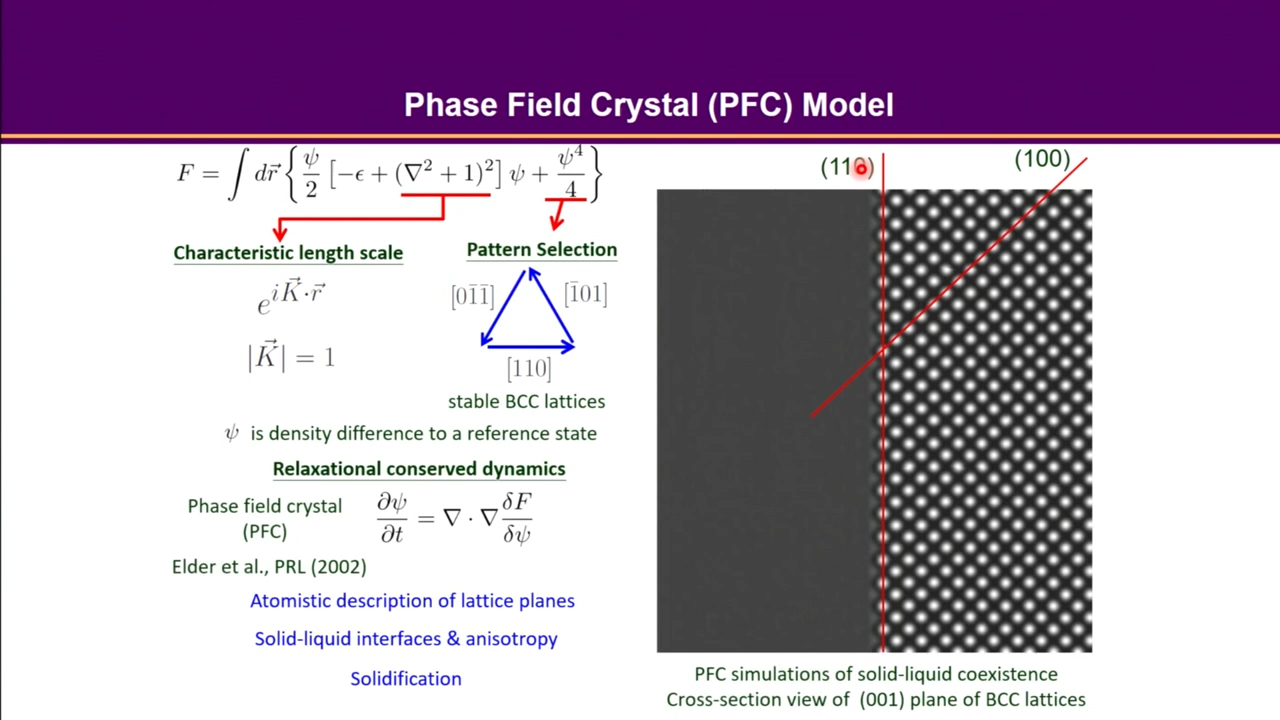 Phase Field Crystal (PFC) Model
F = ∫ dr⃗ { ψ/2 [−ϵ + (∇² + 1)²] ψ + ψ⁴/4 }
Characteristic length scale
e^{iK⃗·r⃗}
|K⃗| = 1
Pattern Selection
[01̄1̄]
[1̄01]
[110]
stable BCC lattices
ψ is density difference to a reference state
Relaxational conserved dynamics
Phase field crystal
(PFC)
∂ψ/∂t = ∇ · ∇ δF/δψ
Elder et al., PRL (2002)
Atomistic description of lattice planes
Solid-liquid interfaces & anisotropy
Solidification
(110)
(100)
PFC simulations of solid-liquid coexistence
Cross-section view of (001) plane of BCC lattices